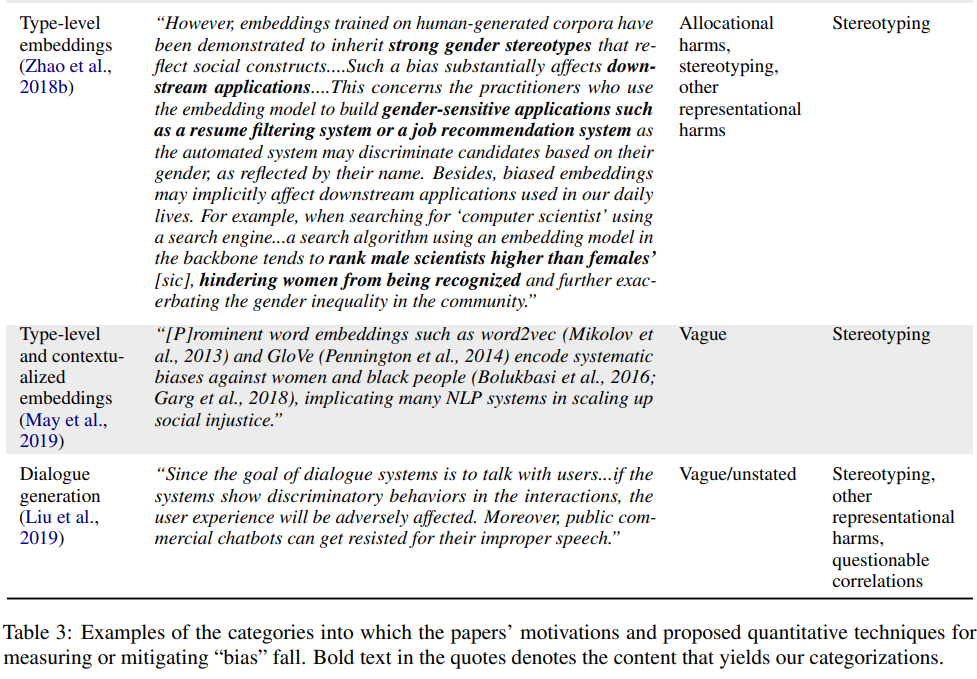 Type-level
embeddings
(Zhao et al.,
2018b)
“However, embeddings trained on human-generated corpora have
been demonstrated to inherit strong gender stereotypes that re-
flect social constructs....Such a bias substantially affects down-
stream applications....This concerns the practitioners who use
the embedding model to build gender-sensitive applications such
as a resume filtering system or a job recommendation system as
the automated system may discriminate candidates based on their
gender, as reflected by their name. Besides, biased embeddings
may implicitly affect downstream applications used in our daily
lives. For example, when searching for ‘computer scientist’ using
a search engine...a search algorithm using an embedding model in
the backbone tends to rank male scientists higher than females’
[sic], hindering women from being recognized and further exac-
erbating the gender inequality in the community.”
Allocational
harms,
stereotyping,
other
representational
harms
Stereotyping
Type-level
and contextu-
alized
embeddings
(May et al.,
2019)
“[P]rominent word embeddings such as word2vec (Mikolov et
al., 2013) and GloVe (Pennington et al., 2014) encode systematic
biases against women and black people (Bolukbasi et al., 2016;
Garg et al., 2018), implicating many NLP systems in scaling up
social injustice.”
Vague
Stereotyping
Dialogue
generation
(Liu et al.,
2019)
“Since the goal of dialogue systems is to talk with users...if the
systems show discriminatory behaviors in the interactions, the
user experience will be adversely affected. Moreover, public com-
mercial chatbots can get resisted for their improper speech.”
Vague/unstated
Stereotyping,
other
representational
harms,
questionable
correlations
Table 3: Examples of the categories into which the papers’ motivations and proposed quantitative techniques for
measuring or mitigating “bias” fall. Bold text in the quotes denotes the content that yields our categorizations.